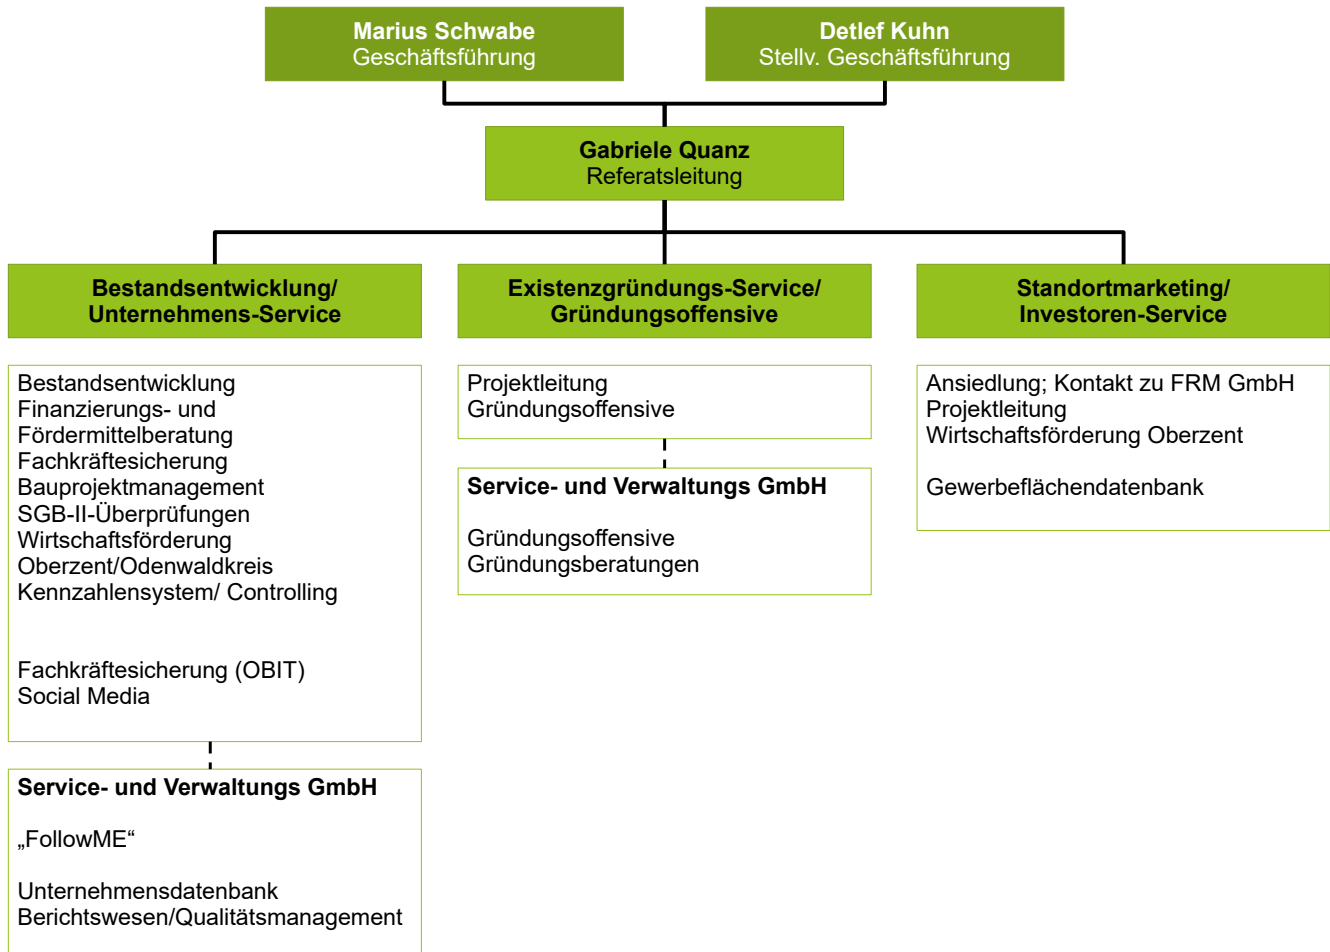 Marius Schwabe
Geschäftsführung
Detlef Kuhn
Stellv. Geschäftsführung
Gabriele Quanz
Referatsleitung
Bestandsentwicklung/
Unternehmens-Service
Existenzgründungs-Service/
Gründungsoffensive
Standortmarketing/
Investoren-Service
Bestandsentwicklung
Finanzierungs- und
Fördermittelberatung
Fachkräftesicherung
Bauprojektmanagement
SGB-II-Überprüfungen
Wirtschaftsförderung
Oberzent/Odenwaldkreis
Kennzahlensystem/ Controlling
Fachkräftesicherung (OBIT)
Social Media
Service- und Verwaltungs GmbH
„FollowME“
Unternehmensdatenbank
Berichtswesen/Qualitätsmanagement
Projektleitung
Gründungsoffensive
Service- und Verwaltungs GmbH
Gründungsoffensive
Gründungsberatungen
Ansiedlung; Kontakt zu FRM GmbH
Projektleitung
Wirtschaftsförderung Oberzent
Gewerbeflächendatenbank